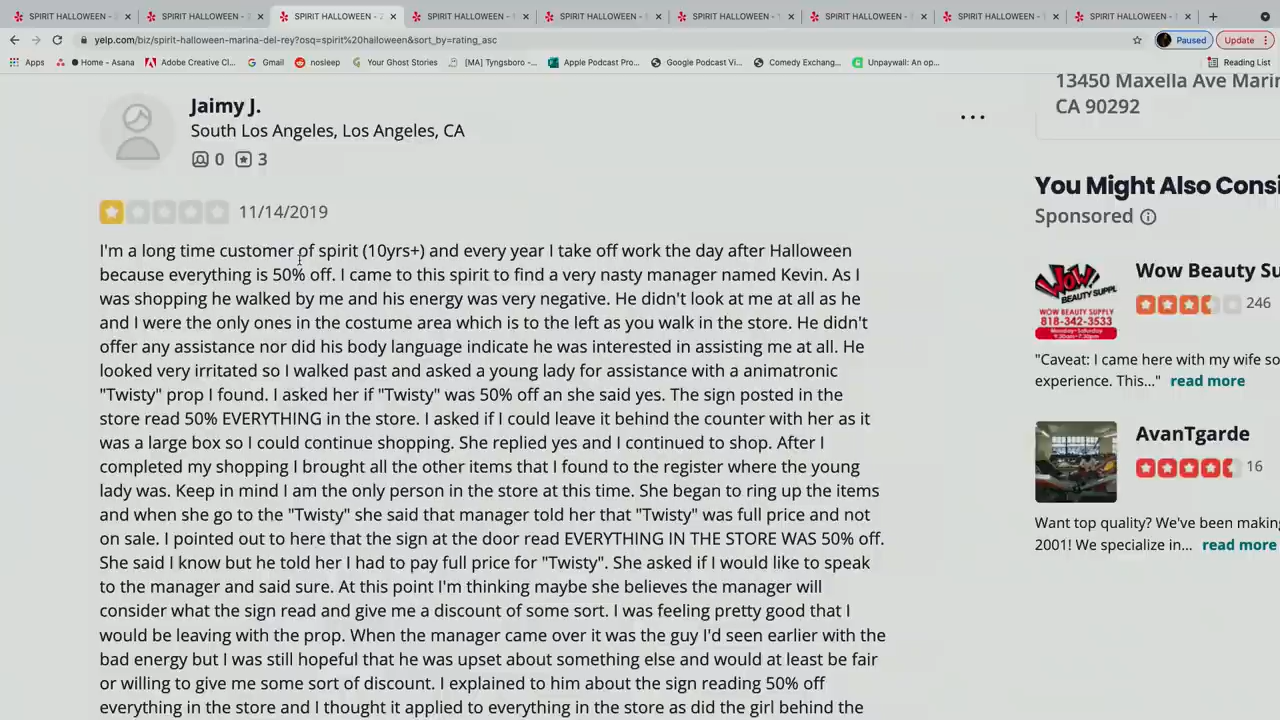 SPIRIT HALLOWEEN -
SPIRIT HALLOWEEN -
SPIRIT HALLOWEEN - 2
SPIRIT HALLOWEEN -
SPIRIT HALLOWEEN -
SPIRIT HALLOWEEN -
SPIRIT HALLOWEEN -
SPIRIT HALLOWEEN -
SPIRIT HALLOWEEN -
yelp.com/biz/spirit-halloween-marina-del-rey?osq=spirit%20halloween&sort_by=rating_asc
Paused
Update
Apps
Home - Asana
Adobe Creative Cl...
Gmail
nosleep
Your Ghost Stories
[MA] Tyngsboro-...
Apple Podcast Pro...
Google Podcast Vi...
Comedy Exchang...
Unpaywall: An op...
Reading List
Jaimy J.
South Los Angeles, Los Angeles, CA
0 3
11/14/2019
I'm a long time customer of spirit (10yrs+) and every year I take off work the day after Halloween
because everything is 50% off. I came to this spirit to find a very nasty manager named Kevin. As I
was shopping he walked by me and his energy was very negative. He didn't look at me at all as he
and I were the only ones in the costume area which is to the left as you walk in the store. He didn't
offer any assistance nor did his body language indicate he was interested in assisting me at all. He
looked very irritated so I walked past and asked a young lady for assistance with a animatronic
"Twisty" prop I found. I asked her if "Twisty" was 50% off an she said yes. The sign posted in the
store read 50% EVERYTHING in the store. I asked if I could leave it behind the counter with her as it
was a large box so I could continue shopping. She replied yes and I continued to shop. After I
completed my shopping I brought all the other items that I found to the register where the young
lady was. Keep in mind I am the only person in the store at this time. She began to ring up the items
and when she go to the "Twisty" she said that manager told her that "Twisty" was full price and not
on sale. I pointed out to here that the sign at the door read EVERYTHING IN THE STORE WAS 50% off.
She said I know but he told her I had to pay full price for "Twisty". She asked if I would like to speak
to the manager and said sure. At this point I'm thinking maybe she believes the manager will
consider what the sign read and give me a discount of some sort. I was feeling pretty good that I
would be leaving with the prop. When the manager came over it was the guy I'd seen earlier with the
bad energy but I was still hopeful that he was upset about something else and would at least be fair
or willing to give me some sort of discount. I explained to him about the sign reading 50% off
everything in the store and I thought it applied to everything in the store as did the girl behind the
13450 Maxella Ave Marin
CA 90292
You Might Also Consi
Sponsored
WOW!
BEAUTY SUPPLY
WOW BEAUTY SUPPLY
818-342-3533
Wow Beauty Su
246
"Caveat: I came here with my wife so
experience. This..." read more
AvanTgarde
16
Want top quality? We've been making
2001! We specialize in... read more